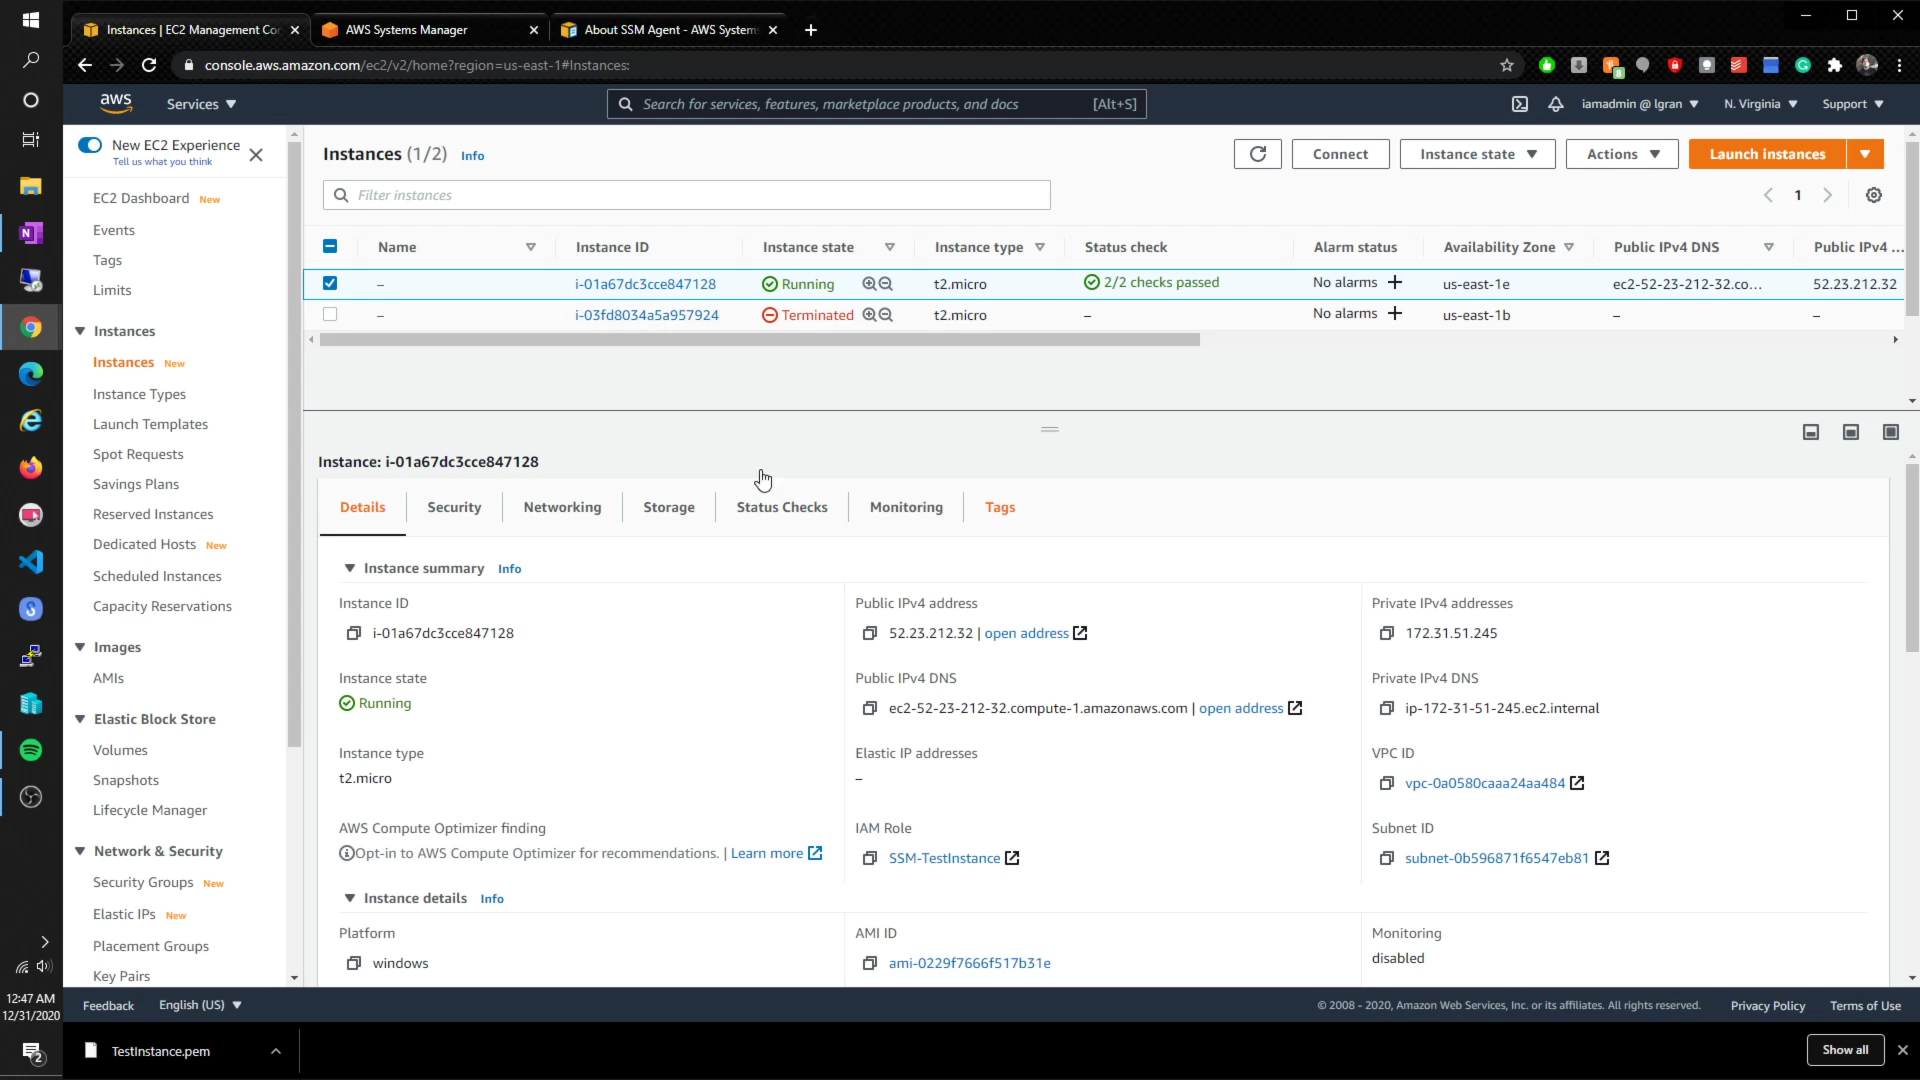 Instances | EC2 Management Co
AWS Systems Manager
About SSM Agent - AWS System
console.aws.amazon.com/ec2/v2/home?region=us-east-1#Instances:
8
aws
Services
Search for services, features, marketplace products, and docs
[Alt+S]
iamadmin @ lgran
N. Virginia
Support
New EC2 Experience
Tell us what you think
EC2 Dashboard New
Events
Tags
Limits
Instances
Instances New
Instance Types
Launch Templates
Spot Requests
Savings Plans
Reserved Instances
Dedicated Hosts New
Scheduled Instances
Capacity Reservations
Images
AMIs
Elastic Block Store
Volumes
Snapshots
Lifecycle Manager
Network & Security
Security Groups New
Elastic IPs New
Placement Groups
Key Pairs
Instances (1/2) Info
Connect
Instance state
Actions
Launch instances
Filter instances
1
Name Instance ID Instance state Instance type Status check Alarm status Availability Zone Public IPv4 DNS Public IPv4 ...
– i-01a67dc3cce847128 Running t2.micro 2/2 checks passed No alarms + us-east-1e ec2-52-23-212-32.co... 52.23.212.32
– i-03fd8034a5a957924 Terminated t2.micro – No alarms + us-east-1b – –
Instance: i-01a67dc3cce847128
Details Security Networking Storage Status Checks Monitoring Tags
Instance summary Info
Instance ID
i-01a67dc3cce847128
Public IPv4 address
52.23.212.32 | open address
Private IPv4 addresses
172.31.51.245
Instance state
Running
Public IPv4 DNS
ec2-52-23-212-32.compute-1.amazonaws.com | open address
Private IPv4 DNS
ip-172-31-51-245.ec2.internal
Instance type
t2.micro
Elastic IP addresses
–
VPC ID
vpc-0a0580caaa24aa484
AWS Compute Optimizer finding
Opt-in to AWS Compute Optimizer for recommendations. | Learn more
IAM Role
SSM-TestInstance
Subnet ID
subnet-0b596871f6547eb81
Instance details Info
Platform
windows
AMI ID
ami-0229f7666f517b31e
Monitoring
disabled
Feedback
English (US)
© 2008 - 2020, Amazon Web Services, Inc. or its affiliates. All rights reserved.
Privacy Policy
Terms of Use
12:47 AM
12/31/2020
2
TestInstance.pem
Show all